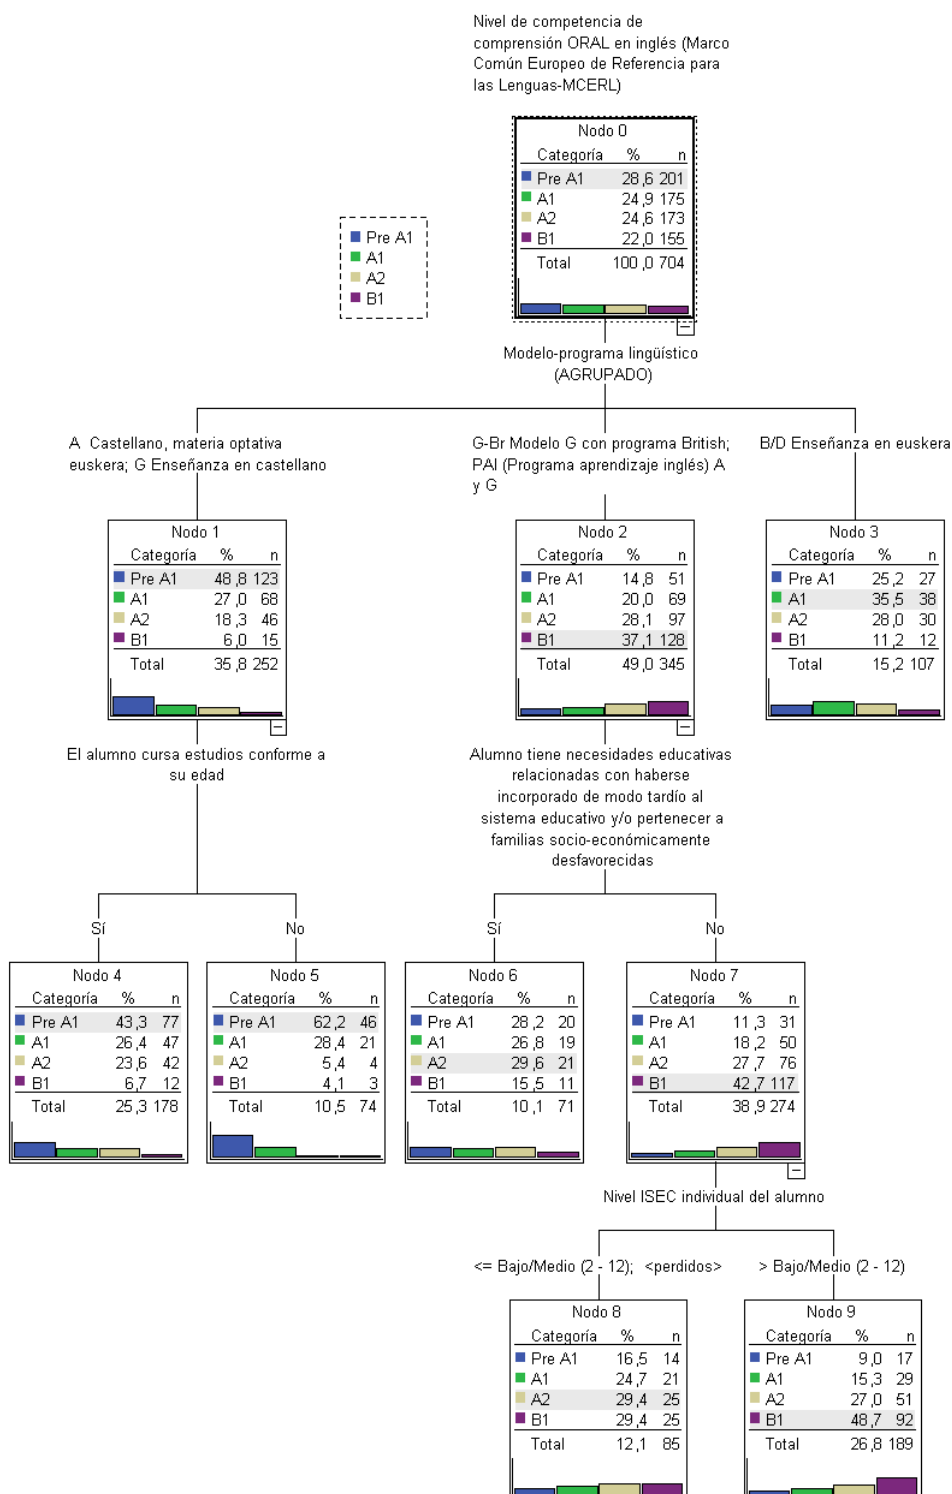 Nivel de competencia de
comprensión ORAL en inglés (Marco
Común Europeo de Referencia para
las Lenguas-MCERL)
Nodo 0
Categoría % n
Pre A1 28,6 201
A1 24,9 175
A2 24,6 173
B1 22,0 155
Total 100,0 704
Pre A1
A1
A2
B1
Modelo-programa lingüístico
(AGRUPADO)
A Castellano, materia optativa
euskera; G Enseñanza en castellano
G-Br Modelo G con programa British;
PAI (Programa aprendizaje inglés) A
y G
B/D Enseñanza en euskera
Nodo 1
Categoría % n
Pre A1 48,8 123
A1 27,0 68
A2 18,3 46
B1 6,0 15
Total 35,8 252
Nodo 2
Categoría % n
Pre A1 14,8 51
A1 20,0 69
A2 28,1 97
B1 37,1 128
Total 49,0 345
Nodo 3
Categoría % n
Pre A1 25,2 27
A1 35,5 38
A2 28,0 30
B1 11,2 12
Total 15,2 107
El alumno cursa estudios conforme a
su edad
Alumno tiene necesidades educativas
relacionadas con haberse
incorporado de modo tardío al
sistema educativo y/o pertenecer a
familias socio-económicamente
desfavorecidas
Sí
No
Sí
No
Nodo 4
Categoría % n
Pre A1 43,3 77
A1 26,4 47
A2 23,6 42
B1 6,7 12
Total 25,3 178
Nodo 5
Categoría % n
Pre A1 62,2 46
A1 28,4 21
A2 5,4 4
B1 4,1 3
Total 10,5 74
Nodo 6
Categoría % n
Pre A1 28,2 20
A1 26,8 19
A2 29,6 21
B1 15,5 11
Total 10,1 71
Nodo 7
Categoría % n
Pre A1 11,3 31
A1 18,2 50
A2 27,7 76
B1 42,7 117
Total 38,9 274
Nivel ISEC individual del alumno
<= Bajo/Medio (2 - 12); <perdidos>
> Bajo/Medio (2 - 12)
Nodo 8
Categoría % n
Pre A1 16,5 14
A1 24,7 21
A2 29,4 25
B1 29,4 25
Total 12,1 85
Nodo 9
Categoría % n
Pre A1 9,0 17
A1 15,3 29
A2 27,0 51
B1 48,7 92
Total 26,8 189